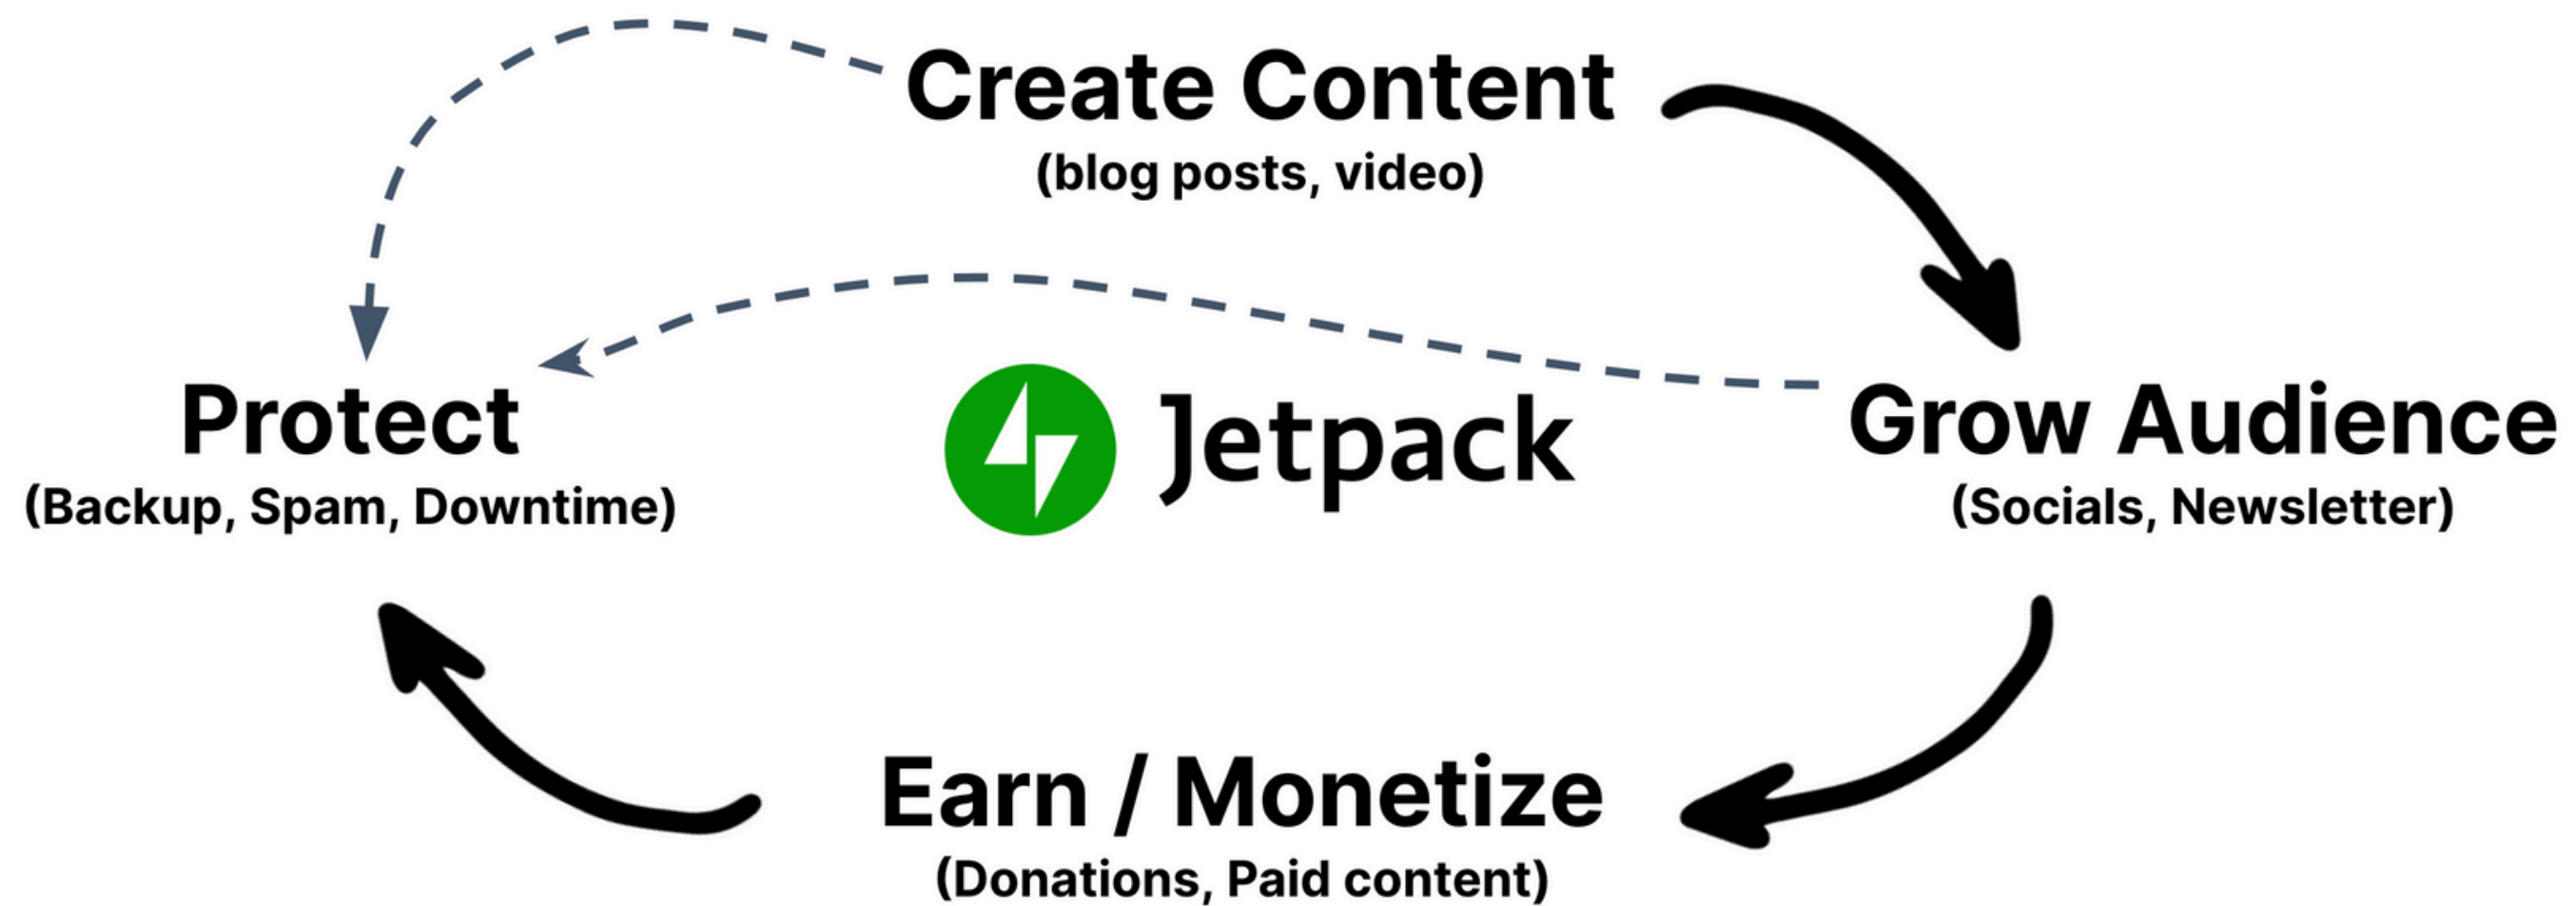 Create Content
(blog posts, video)
Protect
(Backup, Spam, Downtime)
Jetpack
Grow Audience
(Socials, Newsletter)
Earn / Monetize
(Donations, Paid content)